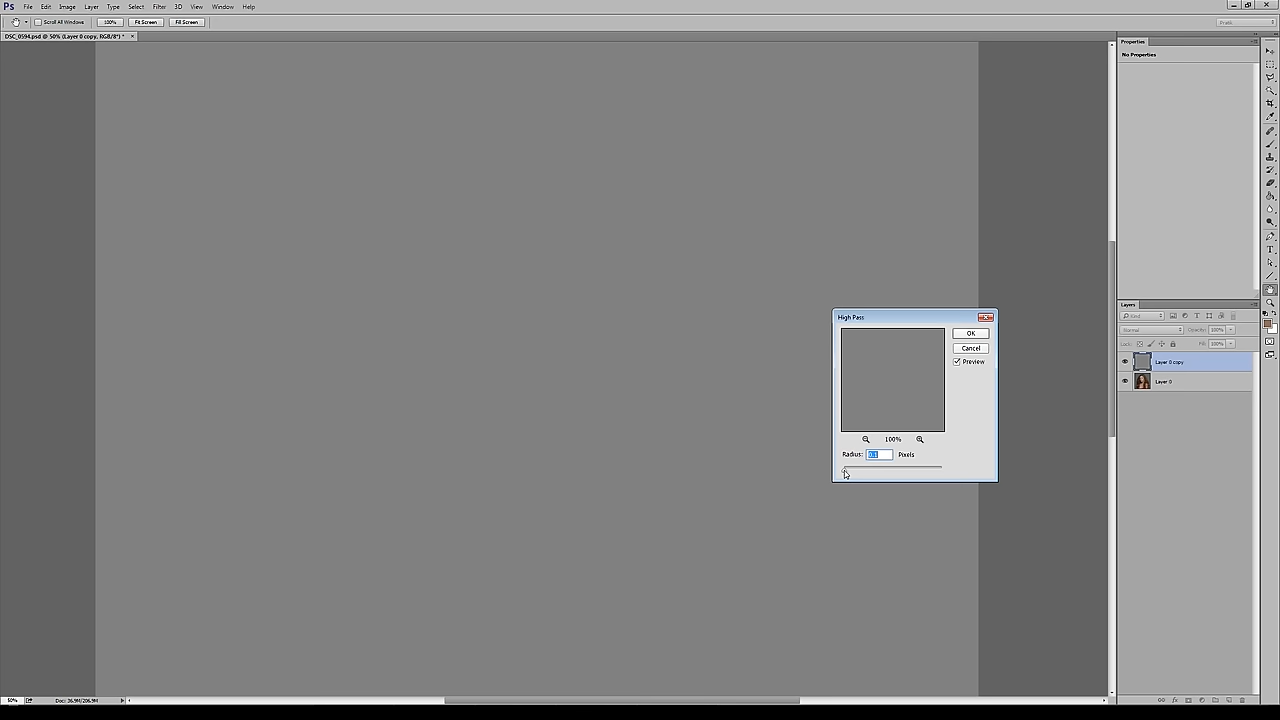 Ps File Edit Image Layer Type Select Filter 3D View Window Help
Scroll All Windows 100% Fit Screen Fill Screen
DSC_0594.psd @ 50% (Layer 0 copy, RGB/8*) * ×
Properties
No Properties
High Pass
OK
Cancel
Preview
100%
Radius: 0.1 Pixels
Layers
Kind
Normal Opacity: 100%
Lock: Fill: 100%
Layer 0 copy
Layer 0
50% Doc: 36.9M/206.9M